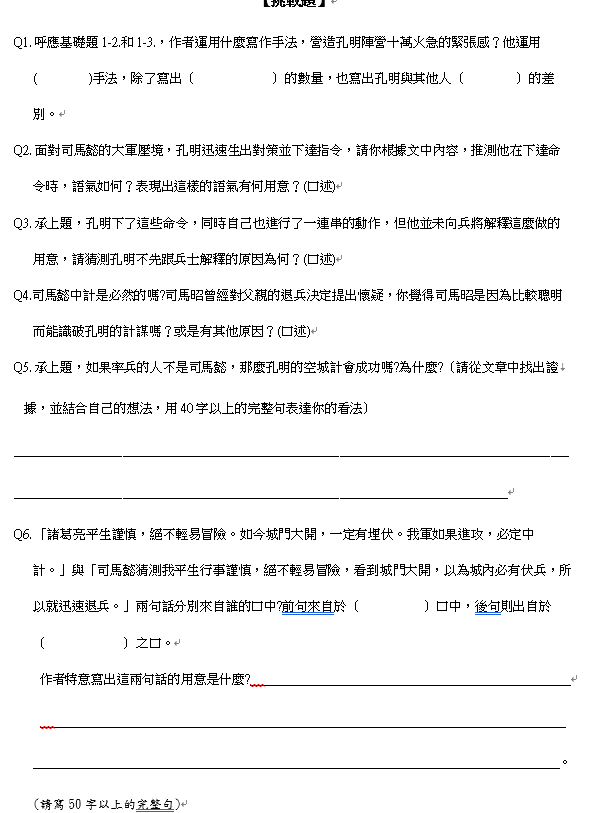 【挑戰題】
Q1. 呼應基礎題 1-2.和 1-3.，作者運用什麼寫作手法，營造孔明陣營十萬火急的緊張感？他運用
(          )手法，除了寫出〔          〕的數量，也寫出孔明與其他人〔          〕的差
別。
Q2. 面對司馬懿的大軍壓境，孔明迅速生出對策並下達指令，請你根據文中內容，推測他在下達命
令時，語氣如何？表現出這樣的語氣有何用意？(口述)
Q3. 承上題，孔明下了這些命令，同時自己也進行了一連串的動作，但他並未向兵將解釋這麼做的
用意，請猜測孔明不先跟兵士解釋的原因為何？(口述)
Q4.司馬懿中計是必然的嗎?司馬昭曾經對父親的退兵決定提出懷疑，你覺得司馬昭是因為比較聰明
而能識破孔明的計謀嗎？或是有其他原因？(口述)
Q5. 承上題，如果率兵的人不是司馬懿，那麼孔明的空城計會成功嗎?為什麼?〔請從文章中找出證
據，並結合自己的想法，用 40 字以上的完整句表達你的看法〕
Q6. 「諸葛亮平生謹慎，絕不輕易冒險。如今城門大開，一定有埋伏。我軍如果進攻，必定中
計。」與「司馬懿猜測我平生行事謹慎，絕不輕易冒險，看到城門大開，以為城內必有伏兵，所
以就迅速退兵。」兩句話分別來自誰的口中?前句來自於〔          〕口中，後句則出自於
〔          〕之口。
作者特意寫出這兩句話的用意是什麼?
。
(請寫 50 字以上的完整句)